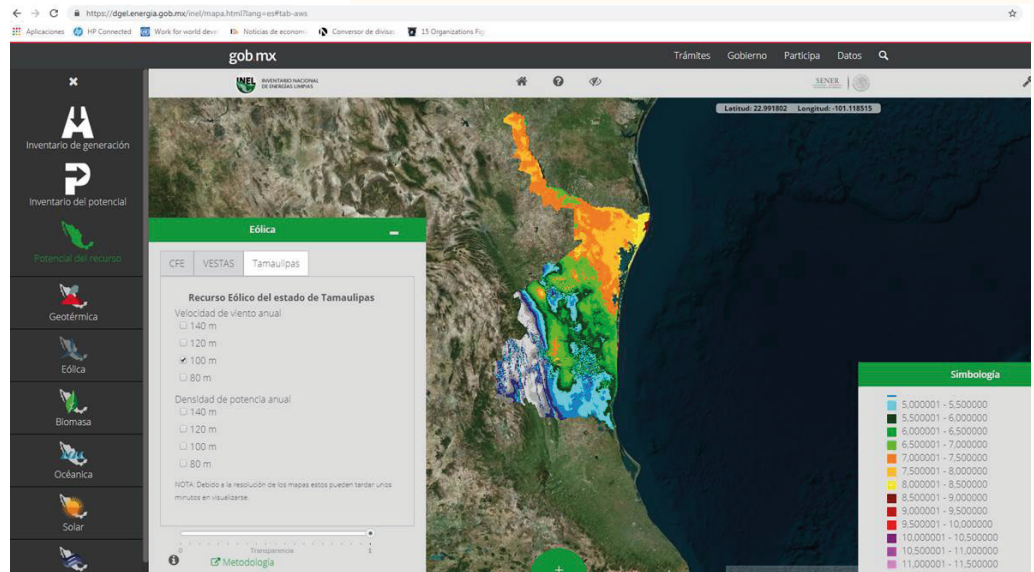 https://dgel.energia.gob.mx/inel/mapa.html?lang=es#tab-aws
Aplicaciones HP Connected Work for world deve Noticias de economi Conversor de divisas 15 Organizations Fig
gob mx Trámites Gobierno Participa Datos
INEL INVENTARIO NACIONAL DE ENERGÍAS LIMPIAS SENER
Latitud: 22.991802 Longitud: -101.118515
Inventario de generación
Inventario del potencial
Potencial del recurso
Geotérmica
Eólica
Biomasa
Océanica
Solar
Eólica
CFE VESTAS Tamaulipas
Recurso Eólico del estado de Tamaulipas
Velocidad de viento anual
140 m
120 m
100 m
80 m
Densidad de potencia anual
140 m
120 m
100 m
80 m
NOTA: Debido a la resolución de los mapas estos pueden tardar unos
minutos en visualizarse.
0 Transparencia 1
Metodología
Simbología
5,000001 - 5,500000
5,500001 - 6,000000
6,000001 - 6,500000
6,500001 - 7,000000
7,000001 - 7,500000
7,500001 - 8,000000
8,000001 - 8,500000
8,500001 - 9,000000
9,000001 - 9,500000
9,500001 - 10,000000
10,000001 - 10,500000
10,500001 - 11,000000
11,000001 - 11,500000